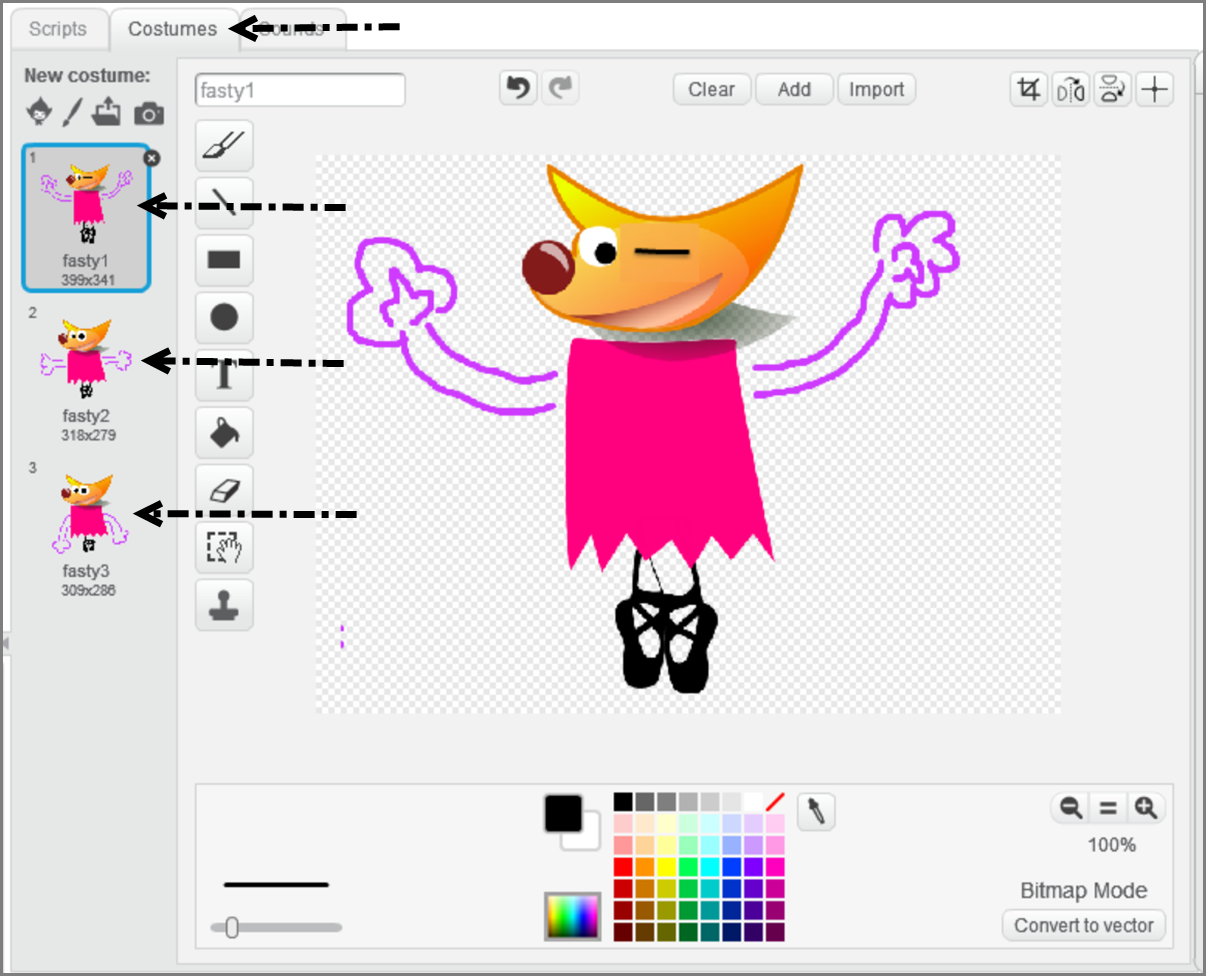 Scripts
Costumes
Sounds
New costume:
fasty1
Clear
Add
Import
1
fasty1
399x341
2
fasty2
318x279
3
fasty3
309x286
T
100%
Bitmap Mode
Convert to vector